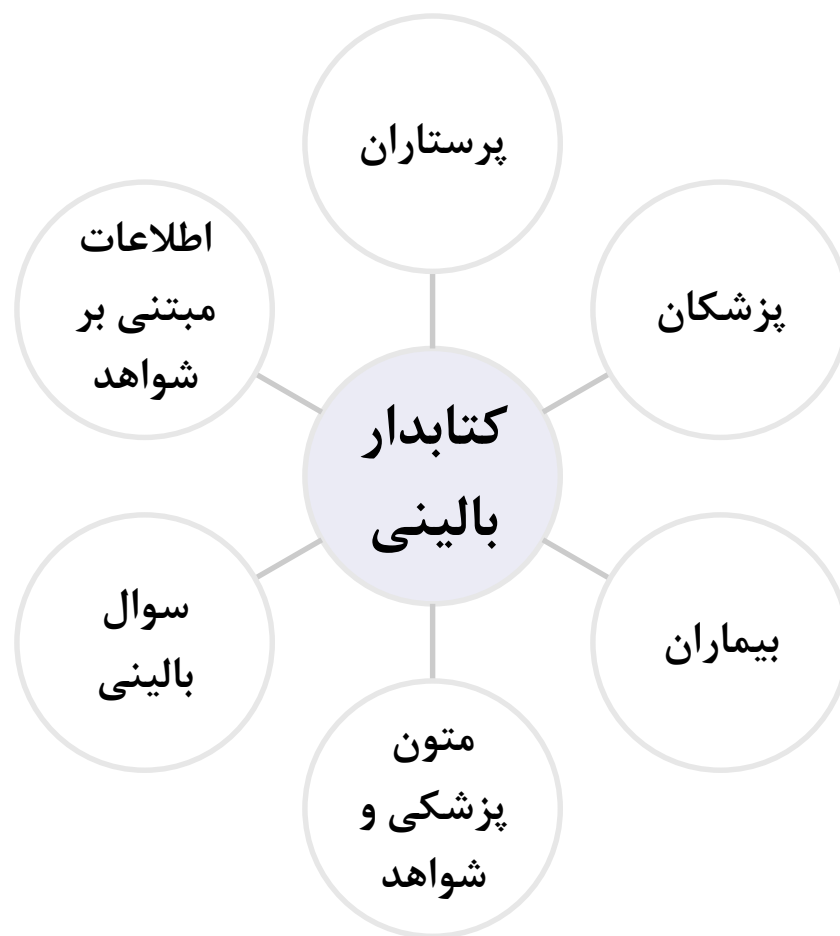 پرستاران
پزشکان
بیماران
متون
پزشکی و
شواهد
سوال
بالینی
اطلاعات
مبتنی بر
شواهد
کتابدار
بالینی